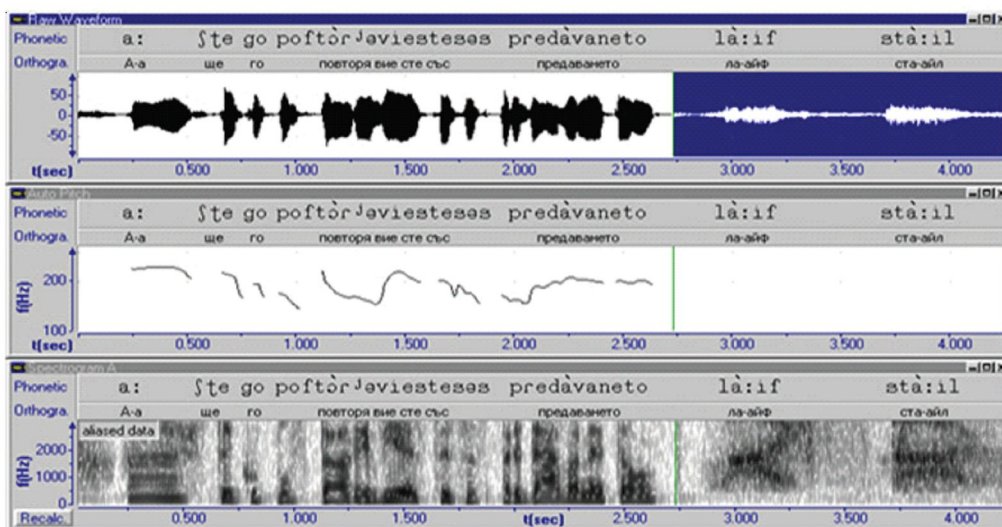 Raw Waveform
Phonetic a: ʃte go poftòrʲəviestesəs predàvaneto là:if stà:il
Orthogra. А-а ще го повторя вие сте със предаването ла-айф ста-айл
50
0
-50
t(sec) 0.500 1.000 1.500 2.000 2.500 3.000 3.500 4.000
Auto Pitch
Phonetic a: ʃte go poftòrʲəviestesəs predàvaneto là:if stà:il
Orthogra. А-а ще го повторя вие сте със предаването ла-айф ста-айл
f(Hz)
200
100
t(sec) 0.500 1.000 1.500 2.000 2.500 3.000 3.500 4.000
Spectrogram A
Phonetic a: ʃte go poftòrʲəviestesəs predàvaneto là:if stà:il
Orthogra. А-а ще го повторя вие сте със предаването ла-айф ста-айл
aliased data
f(Hz)
2000
1000
0
Recalc. 0.500 1.000 1.500 t(sec) 2.500 3.000 3.500 4.000